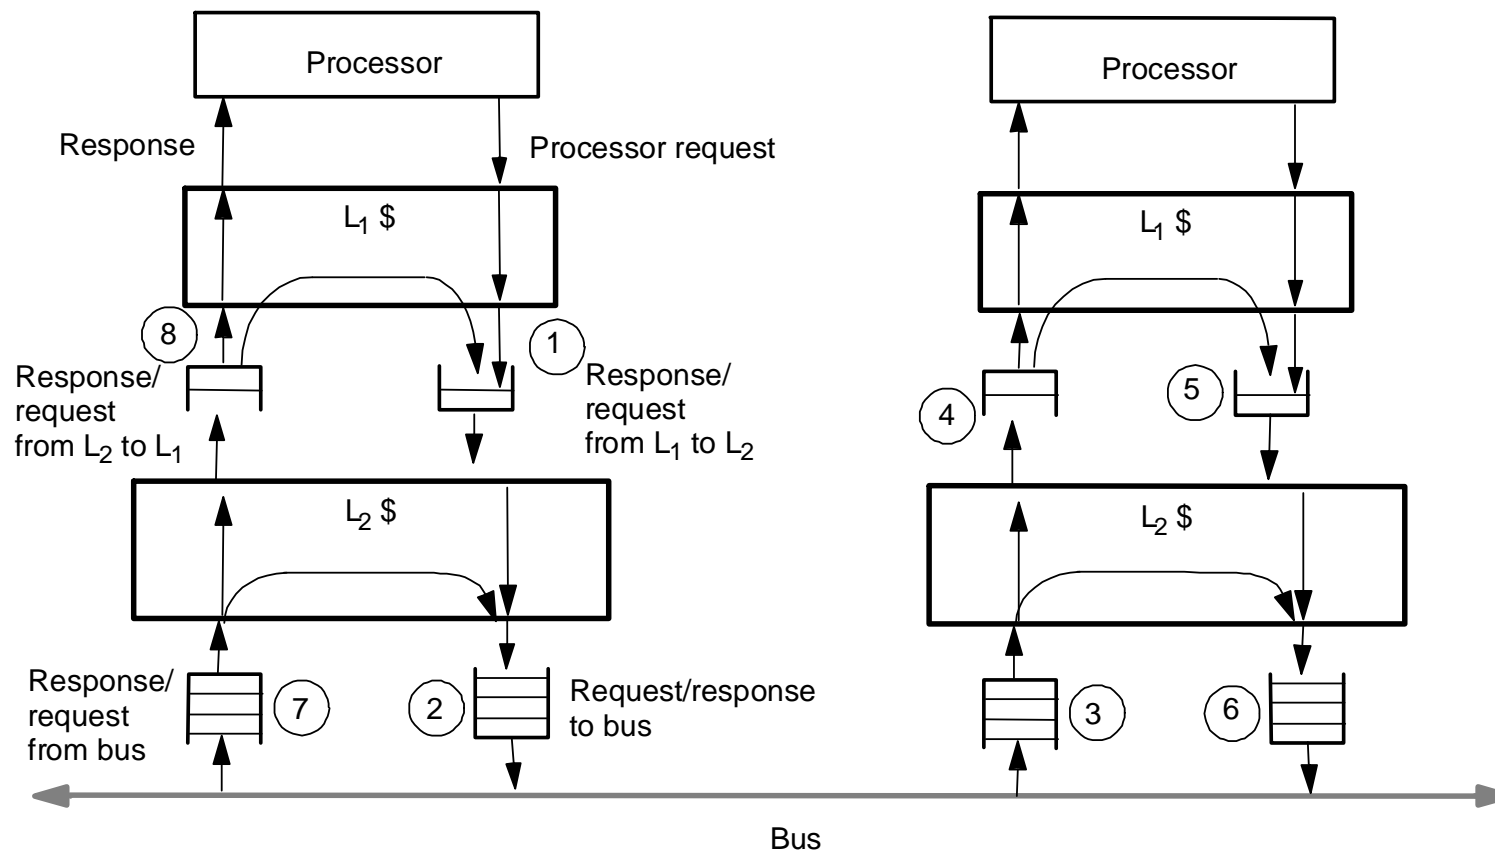 Processor
Processor
Response
Processor request
L1 $
L1 $
8
1
Response/
request
from L2 to L1
Response/
request
from L1 to L2
4
5
L2 $
L2 $
Response/
request
from bus
7
2
Request/response
to bus
3
6
Bus